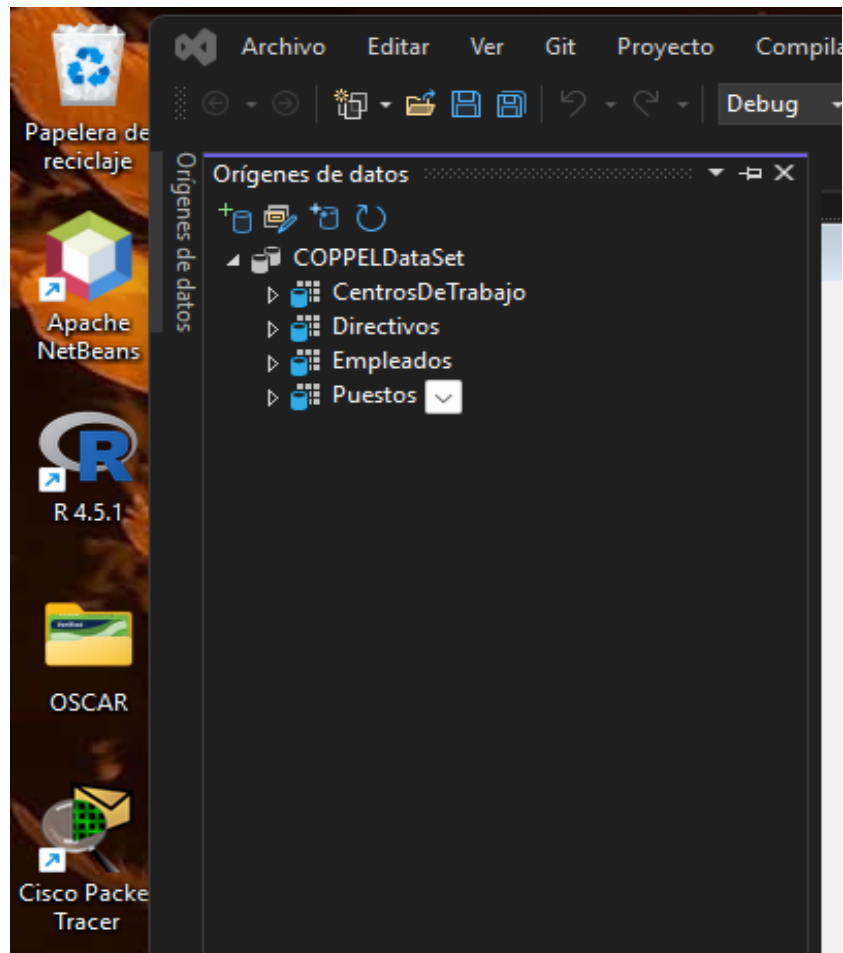 Archivo Editar Ver Git Proyecto Compila
Debug
Papelera de
reciclaje
Orígenes de datos
Orígenes de datos
COPPELDataSet
CentrosDeTrabajo
Directivos
Empleados
Puestos
Apache
NetBeans
R 4.5.1
OSCAR
Cisco Packe
Tracer